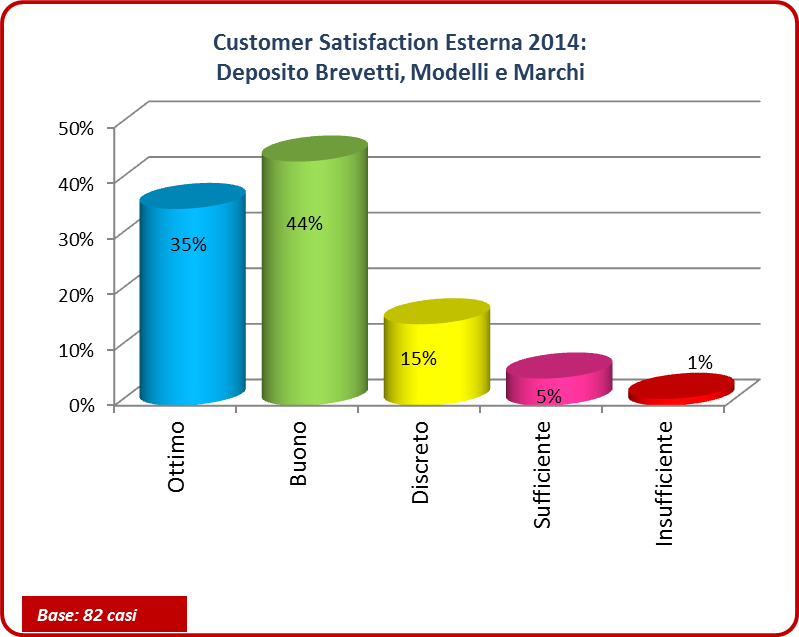 Customer Satisfaction Esterna 2014:
Deposito Brevetti, Modelli e Marchi
50%
40%
30%
20%
10%
0%
35%
44%
15%
5%
1%
Ottimo
Buono
Discreto
Sufficiente
Insufficiente
Base: 82 casi